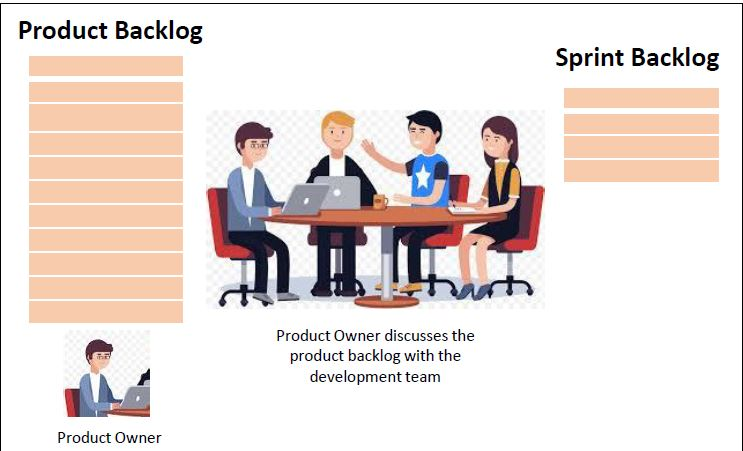 Product Backlog
Sprint Backlog
Product Owner discusses the
product backlog with the
development team
Product Owner